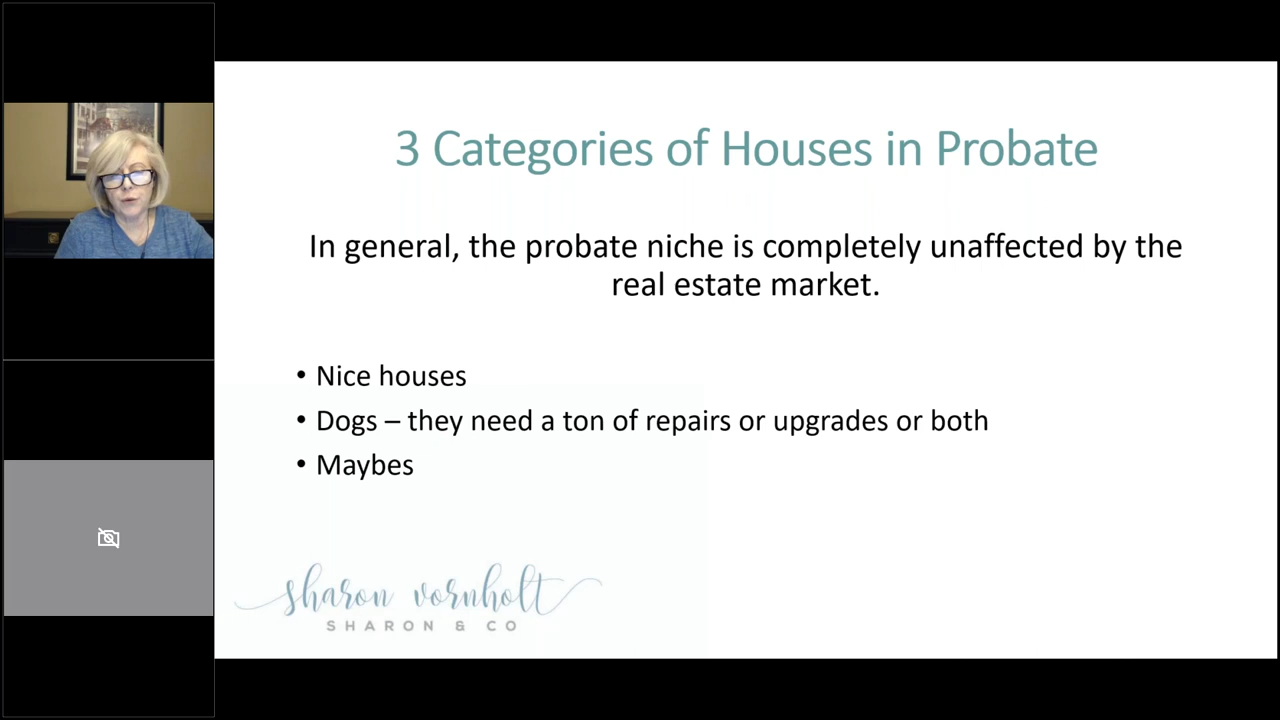 3 Categories of Houses in Probate
In general, the probate niche is completely unaffected by the
real estate market.
• Nice houses
• Dogs – they need a ton of repairs or upgrades or both
• Maybes
sharon vornholt
SHARON & CO